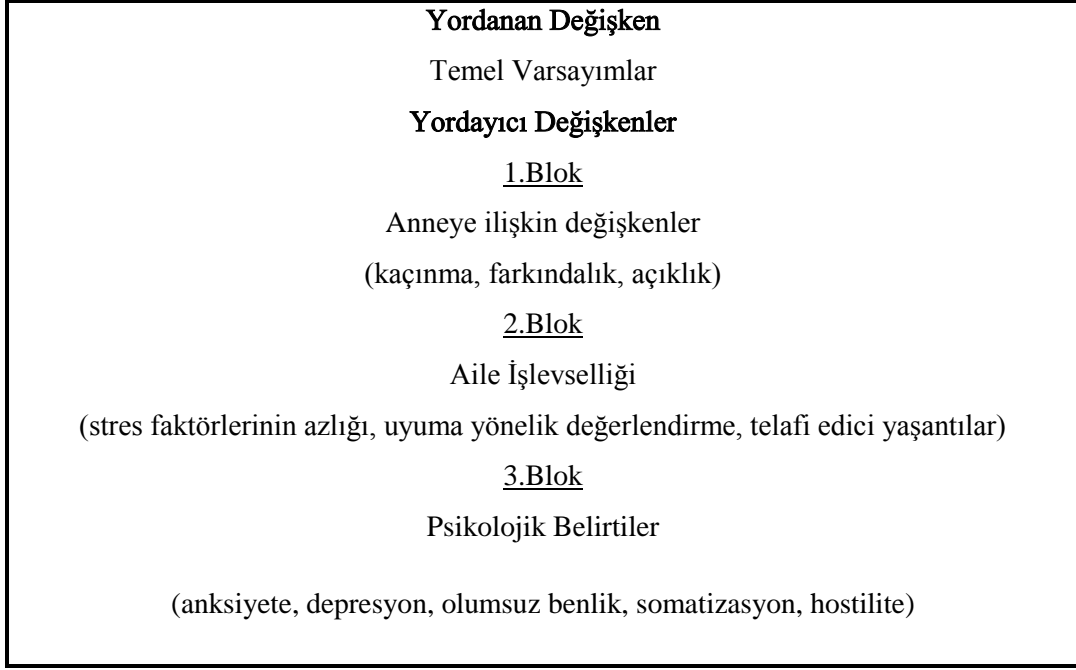 Yordanan Değişken
Temel Varsayımlar
Yordayıcı Değişkenler
1.Blok
Anneye ilişkin değişkenler
(kaçınma, farkındalık, açıklık)
2.Blok
Aile İşlevselliği
(stres faktörlerinin azlığı, uyuma yönelik değerlendirme, telafi edici yaşantılar)
3.Blok
Psikolojik Belirtiler
(anksiyete, depresyon, olumsuz benlik, somatizasyon, hostilite)